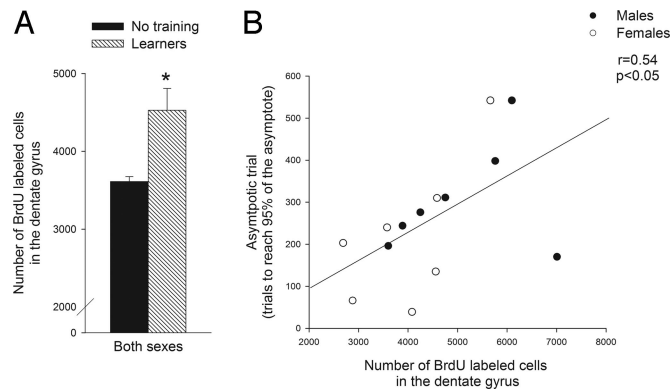 A
No training
Learners
*
5000
4000
3000
2000
0
Number of BrdU labeled cells
in the dentate gyrus
Both sexes
B
Males
Females
r=0.54
p<0.05
600
500
400
300
200
100
0
Asymtpotic trial
(trials to reach 95% of the asymptote)
2000 3000 4000 5000 6000 7000 8000
Number of BrdU labeled cells
in the dentate gyrus